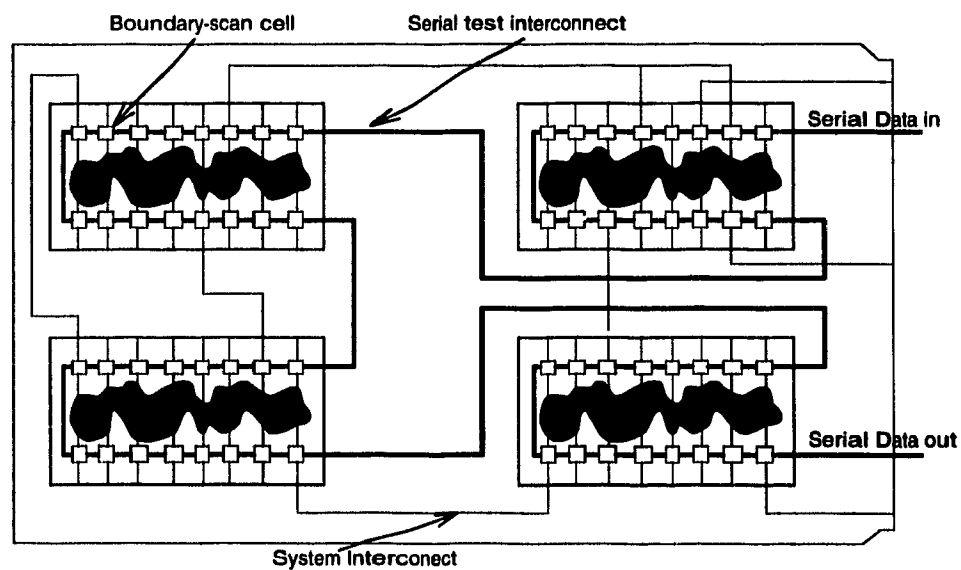 Boundary-scan cell
Serial test interconnect
Serial Data in
Serial Data out
System Interconect